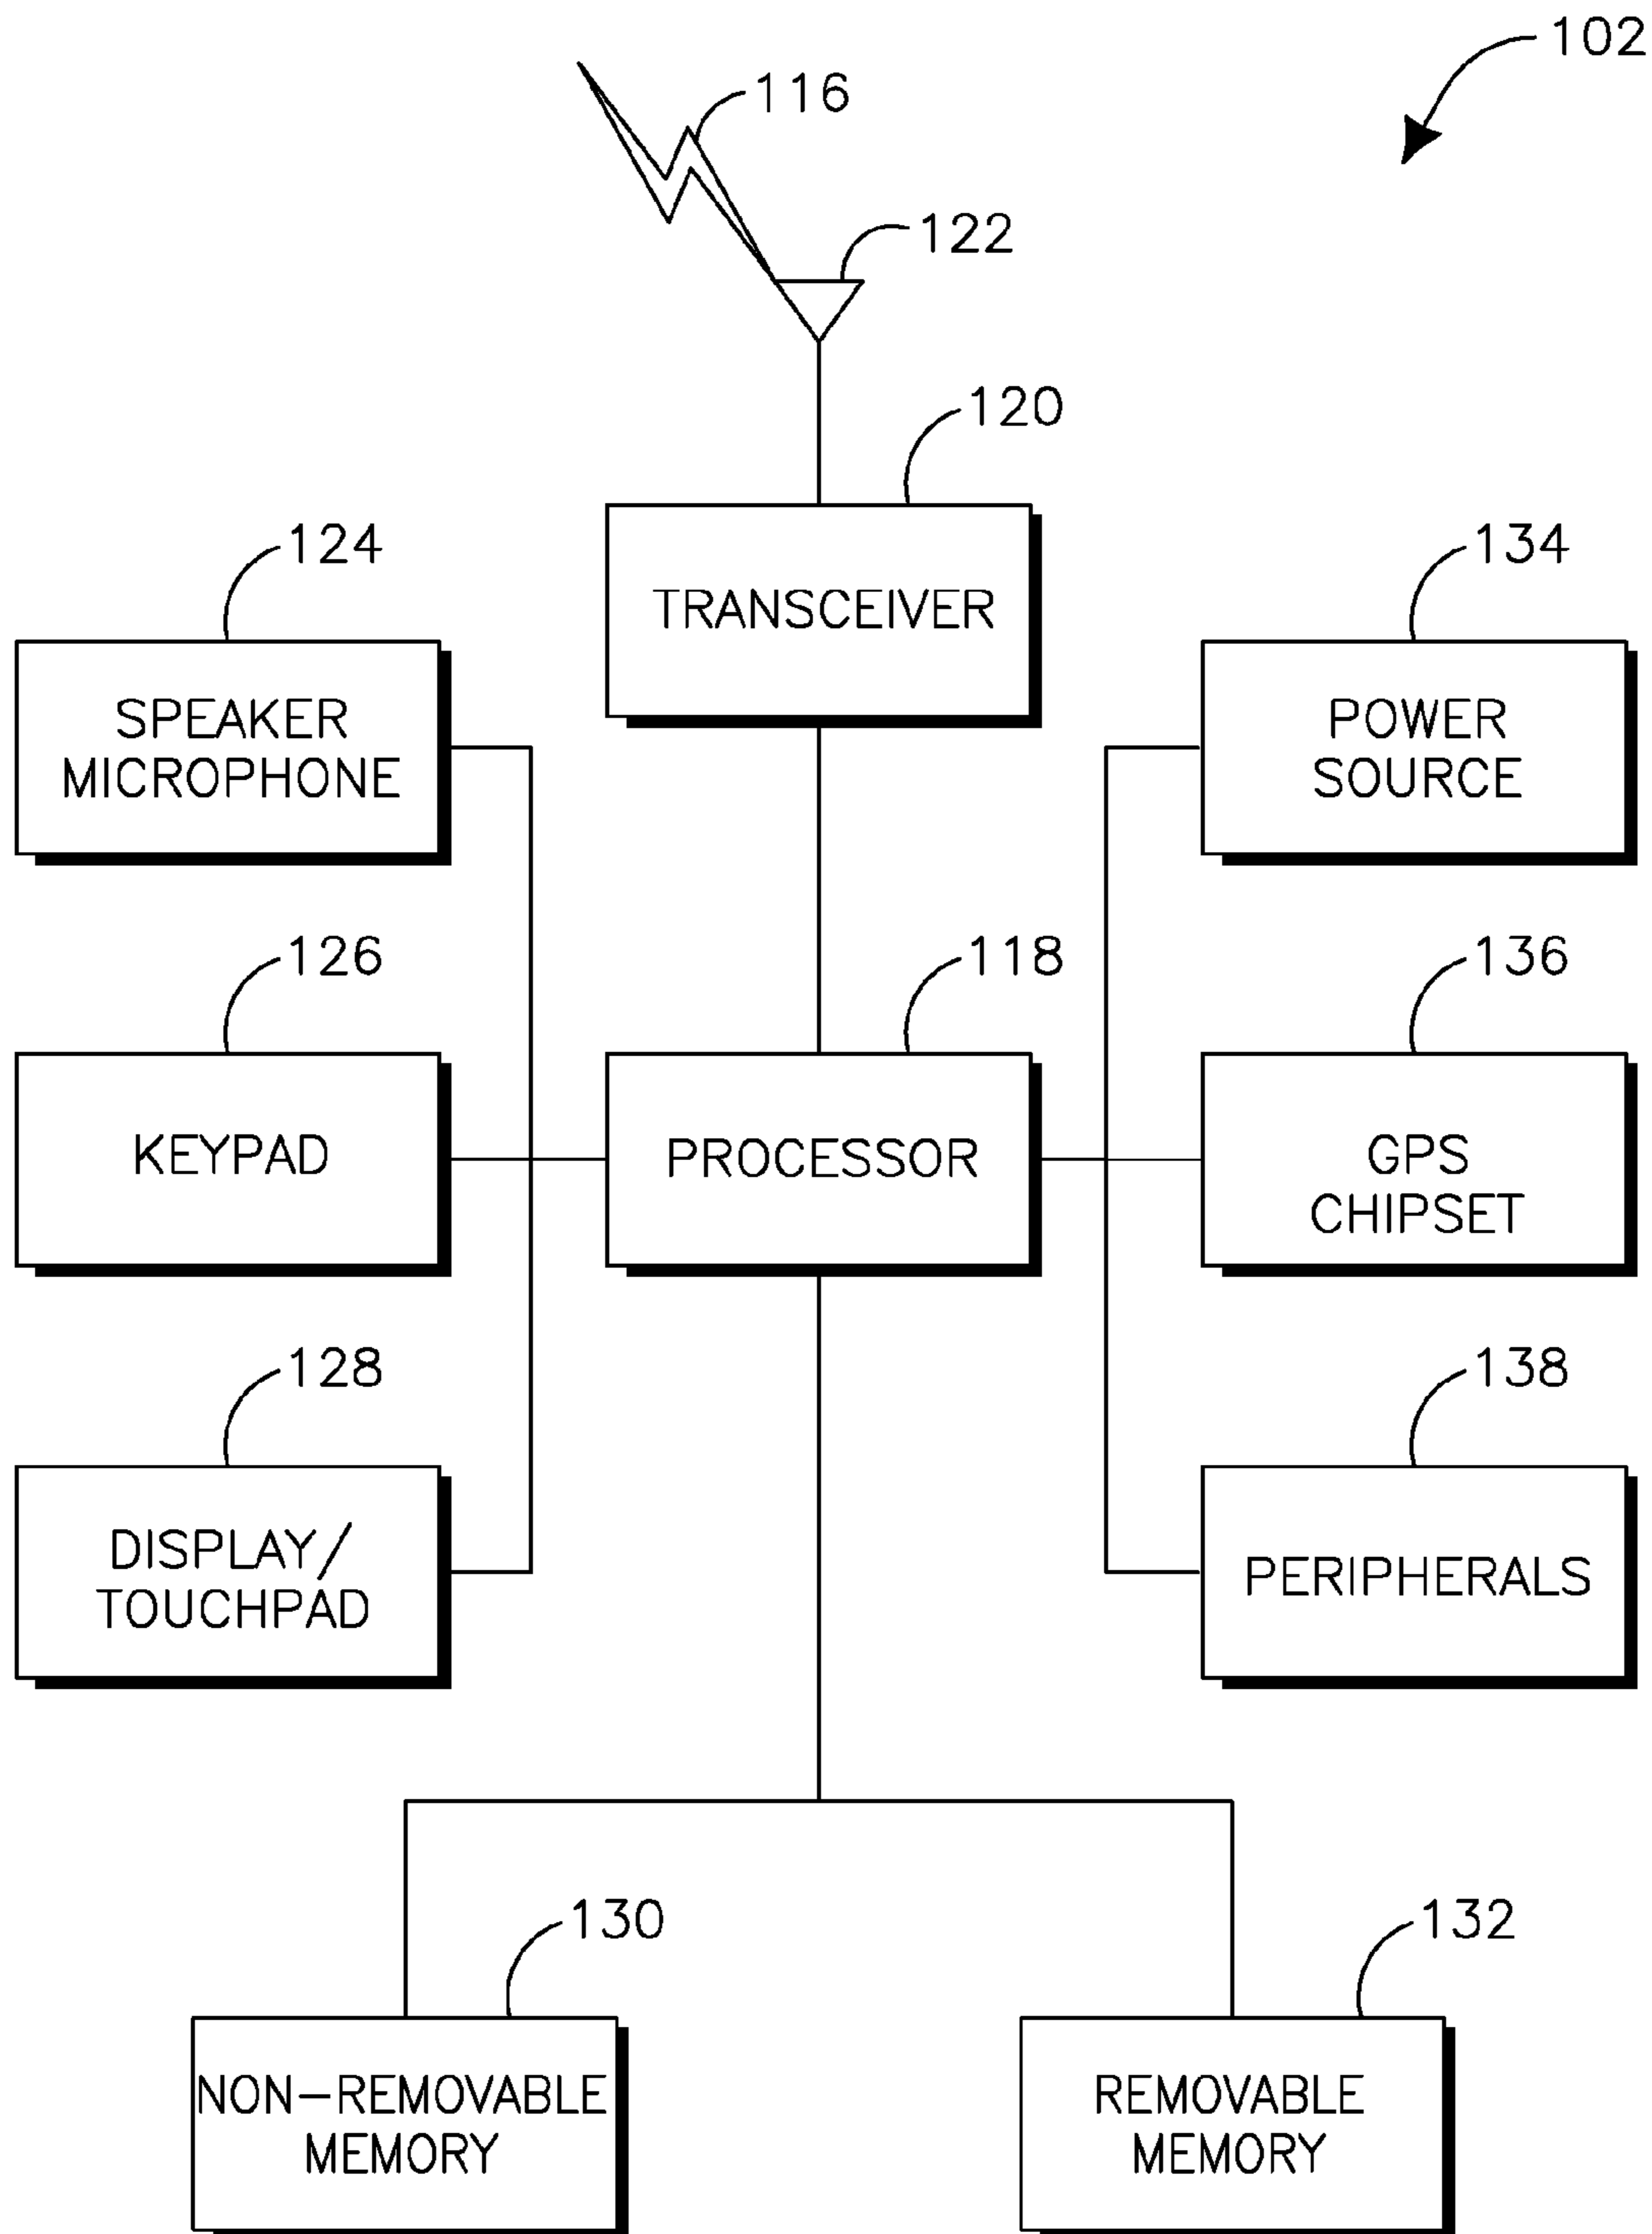 102
116
122
120
TRANSCEIVER
124
SPEAKER
MICROPHONE
134
POWER
SOURCE
126
KEYPAD
118
PROCESSOR
136
GPS
CHIPSET
128
DISPLAY/
TOUCHPAD
138
PERIPHERALS
130
NON-REMOVABLE
MEMORY
132
REMOVABLE
MEMORY